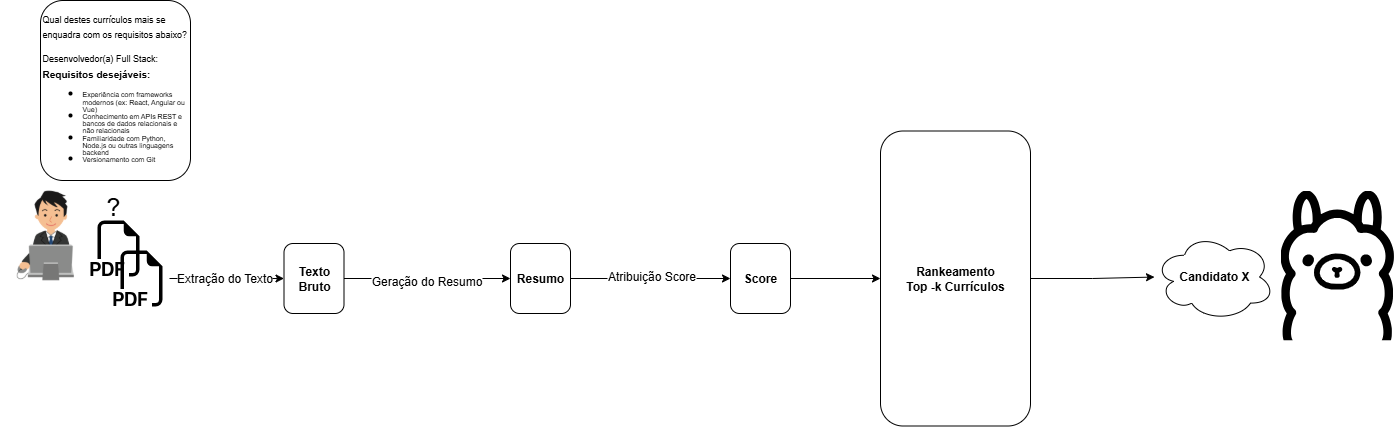 Qual destes currículos mais se
enquadra com os requisitos abaixo?
Desenvolvedor(a) Full Stack:
Requisitos desejáveis:
Experiência com frameworks
modernos (ex: React, Angular ou
Vue)
Conhecimento em APIs REST e
bancos de dados relacionais e
não relacionais
Familiaridade com Python,
Node.js ou outras linguagens
backend
Versionamento com Git
?
PDF
PDF
Extração do Texto
Texto
Bruto
Geração do Resumo
Resumo
Atribuição Score
Score
Rankeamento
Top -k Currículos
Candidato X